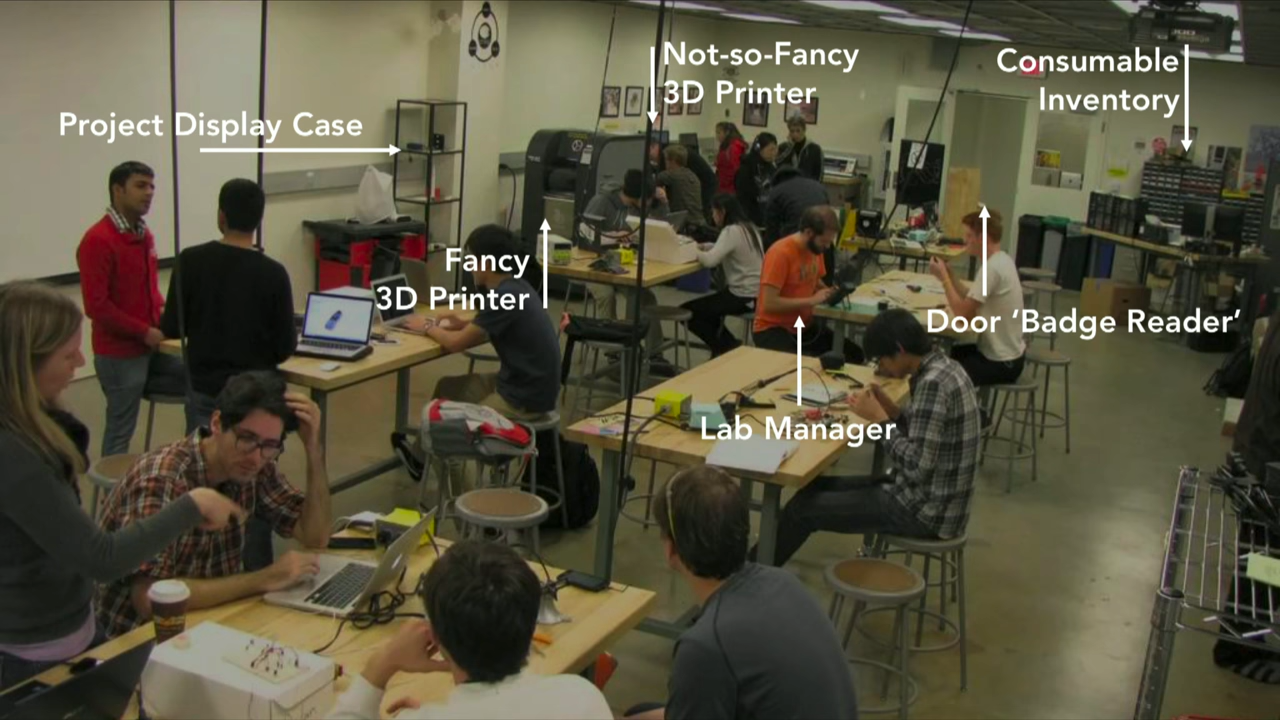 Not-so-Fancy
3D Printer
Consumable
Inventory
Project Display Case
Fancy
3D Printer
Door ‘Badge Reader’
Lab Manager